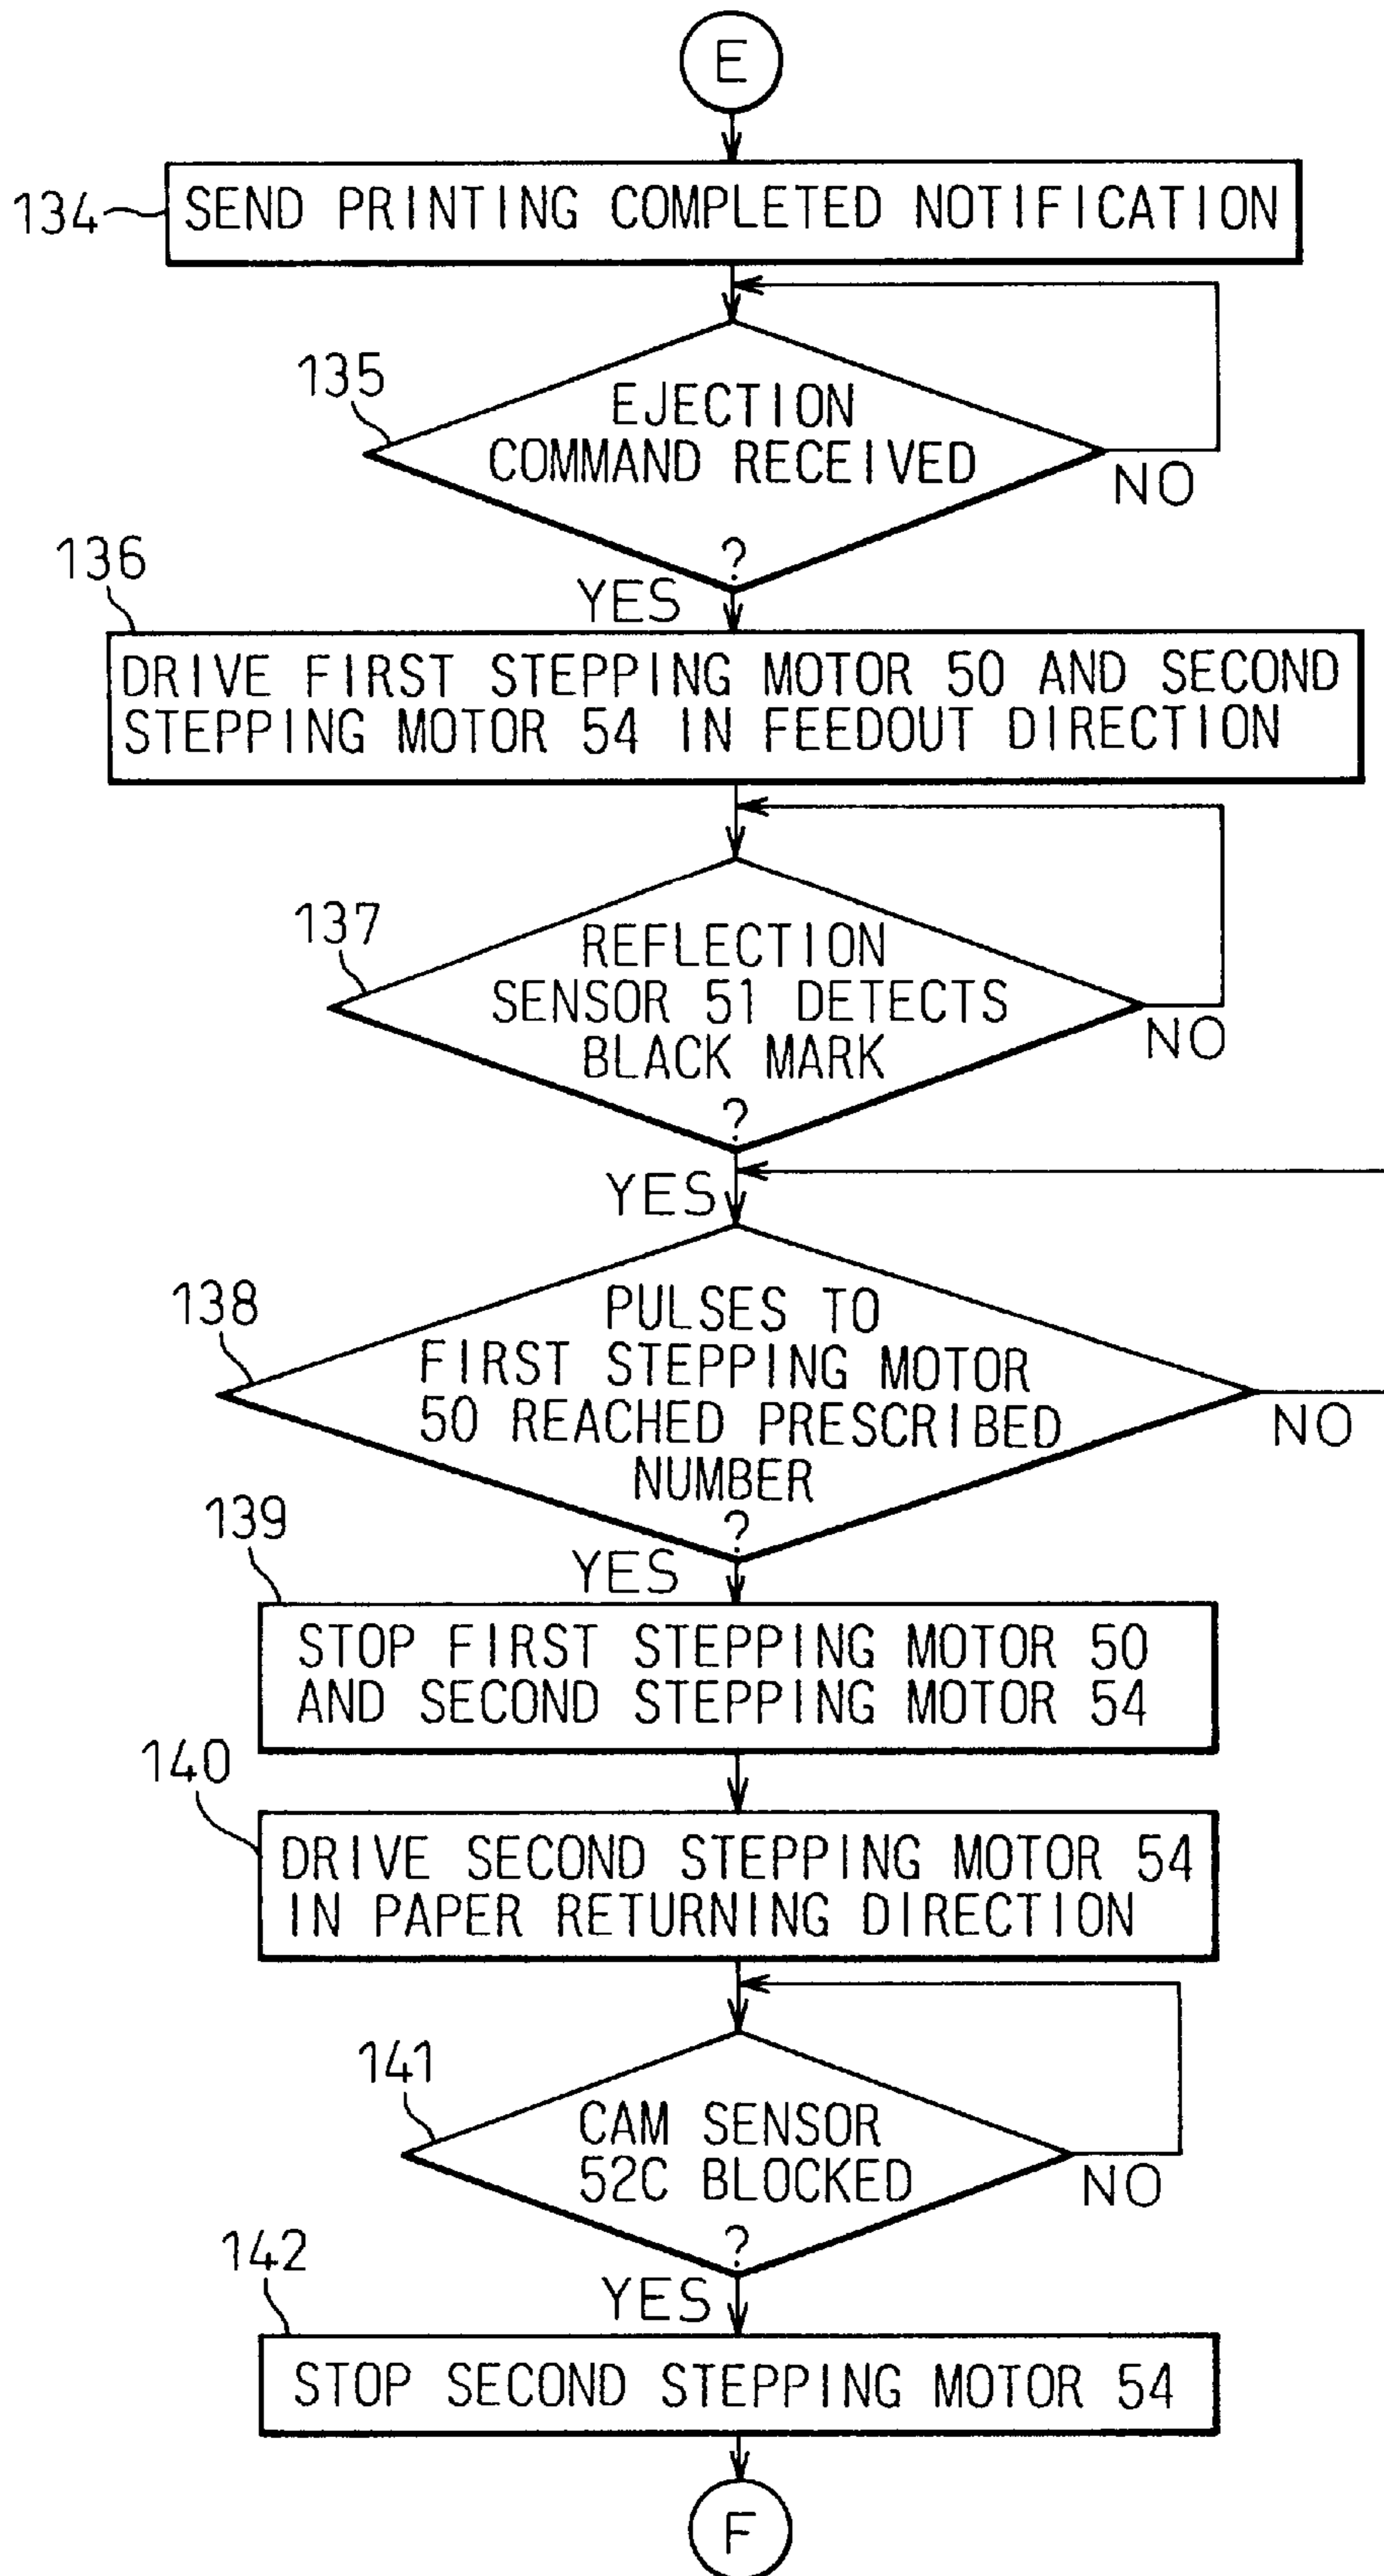 E
134
SEND PRINTING COMPLETED NOTIFICATION
135
EJECTION
COMMAND RECEIVED
?
NO
YES
136
DRIVE FIRST STEPPING MOTOR 50 AND SECOND
STEPPING MOTOR 54 IN FEEDOUT DIRECTION
137
REFLECTION
SENSOR 51 DETECTS
BLACK MARK
?
NO
YES
138
PULSES TO
FIRST STEPPING MOTOR
50 REACHED PRESCRIBED
NUMBER
?
NO
YES
139
STOP FIRST STEPPING MOTOR 50
AND SECOND STEPPING MOTOR 54
140
DRIVE SECOND STEPPING MOTOR 54
IN PAPER RETURNING DIRECTION
141
CAM SENSOR
52C BLOCKED
?
NO
YES
142
STOP SECOND STEPPING MOTOR 54
F